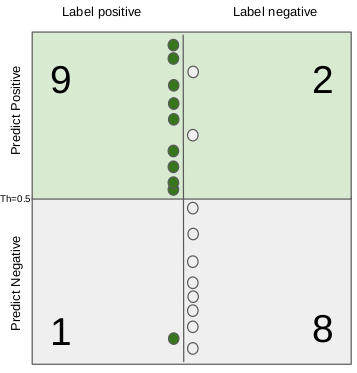 Label positive
Label negative
Predict Positive
9
2
Th=0.5
Predict Negative
1
8